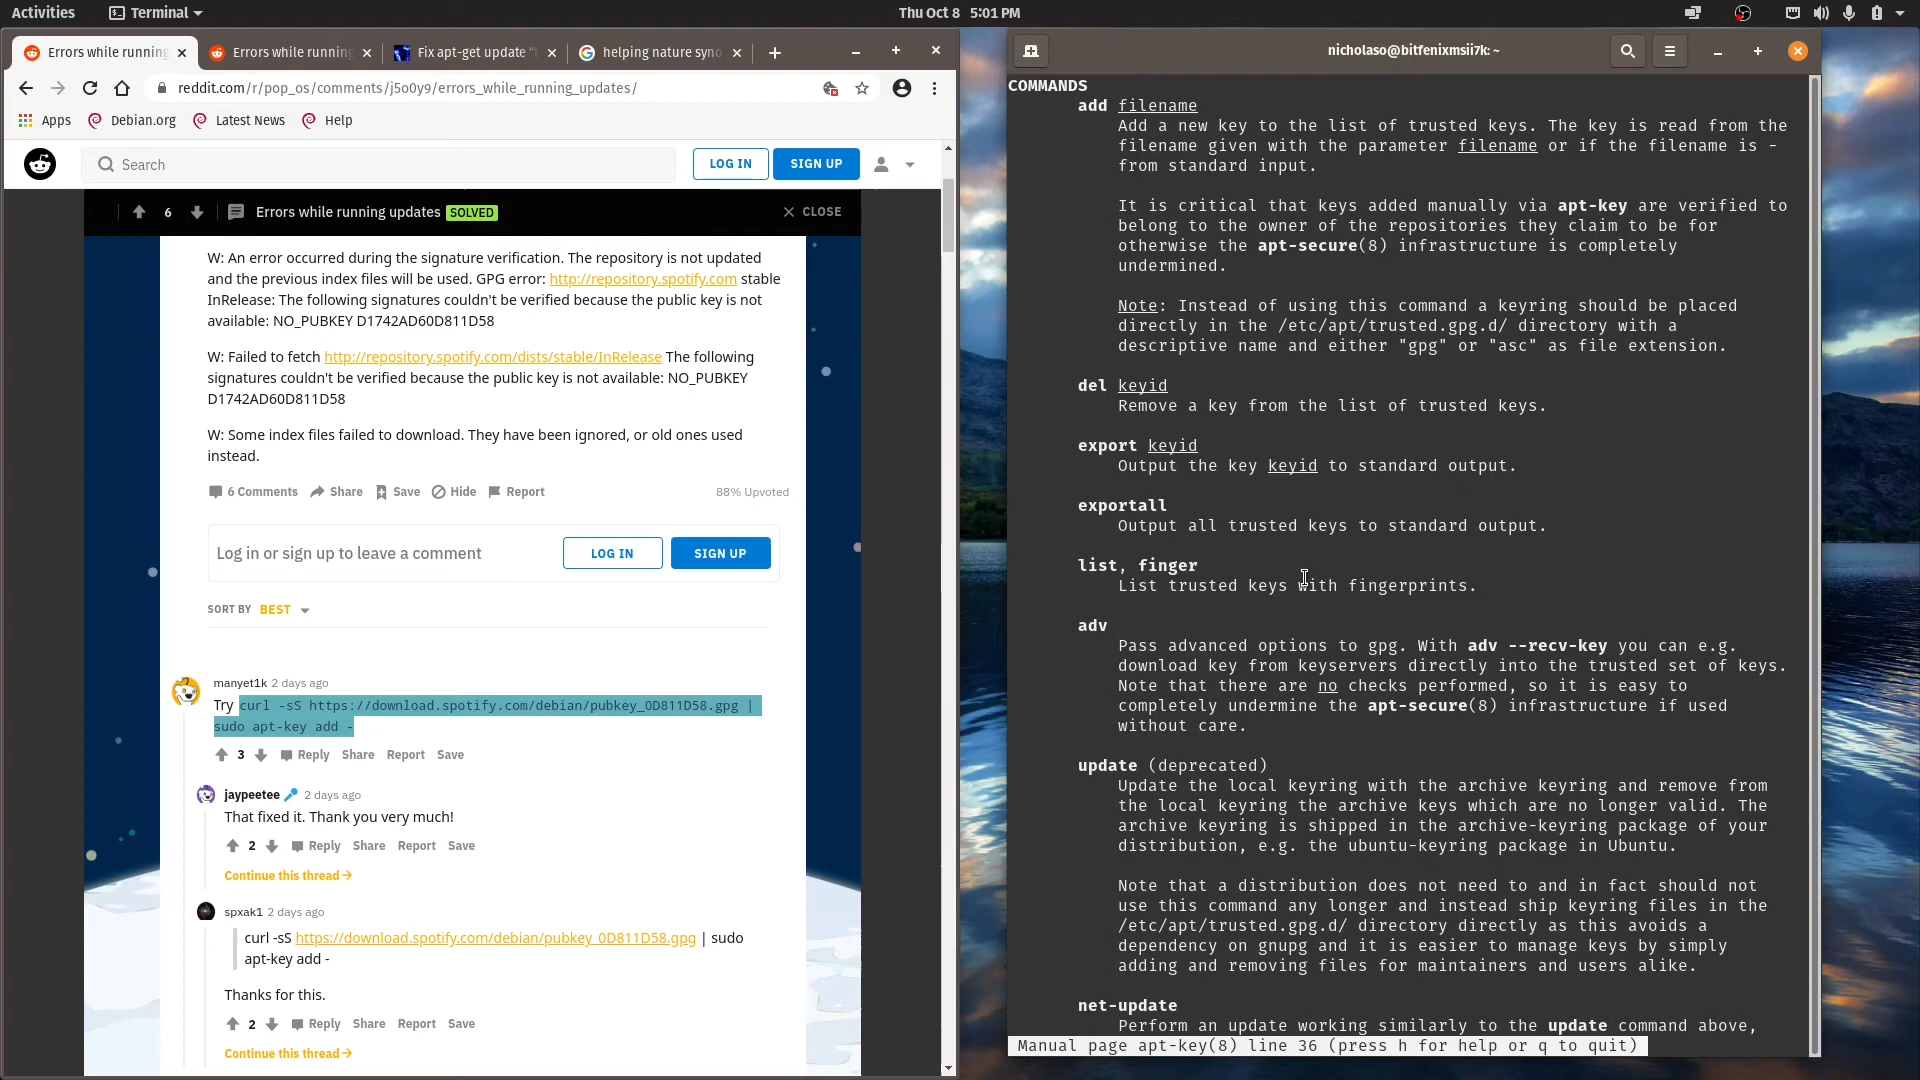 Activities
Terminal
Thu Oct 8 5:01 PM
Errors while running
Errors while running
Fix apt-get update "t
helping nature syno
reddit.com/r/pop_os/comments/j5o0y9/errors_while_running_updates/
Apps
Debian.org
Latest News
Help
Search
LOG IN
SIGN UP
6
Errors while running updates SOLVED
CLOSE
W: An error occurred during the signature verification. The repository is not updated
and the previous index files will be used. GPG error: http://repository.spotify.com stable
InRelease: The following signatures couldn't be verified because the public key is not
available: NO_PUBKEY D1742AD60D811D58
W: Failed to fetch http://repository.spotify.com/dists/stable/InRelease The following
signatures couldn't be verified because the public key is not available: NO_PUBKEY
D1742AD60D811D58
W: Some index files failed to download. They have been ignored, or old ones used
instead.
6 Comments Share Save Hide Report
88% Upvoted
Log in or sign up to leave a comment
LOG IN
SIGN UP
SORT BY BEST
manyet1k 2 days ago
Try curl -sS https://download.spotify.com/debian/pubkey_0D811D58.gpg |
sudo apt-key add -
3 Reply Share Report Save
jaypeetee 2 days ago
That fixed it. Thank you very much!
2 Reply Share Report Save
Continue this thread
spxak1 2 days ago
curl -sS https://download.spotify.com/debian/pubkey_0D811D58.gpg | sudo
apt-key add -
Thanks for this.
2 Reply Share Report Save
Continue this thread
nicholaso@bitfenixmsii7k: ~
COMMANDS
add filename
Add a new key to the list of trusted keys. The key is read from the
filename given with the parameter filename or if the filename is -
from standard input.
It is critical that keys added manually via apt-key are verified to
belong to the owner of the repositories they claim to be for
otherwise the apt-secure(8) infrastructure is completely
undermined.
Note: Instead of using this command a keyring should be placed
directly in the /etc/apt/trusted.gpg.d/ directory with a
descriptive name and either "gpg" or "asc" as file extension.
del keyid
Remove a key from the list of trusted keys.
export keyid
Output the key keyid to standard output.
exportall
Output all trusted keys to standard output.
list, finger
List trusted keys with fingerprints.
adv
Pass advanced options to gpg. With adv --recv-key you can e.g.
download key from keyservers directly into the trusted set of keys.
Note that there are no checks performed, so it is easy to
completely undermine the apt-secure(8) infrastructure if used
without care.
update (deprecated)
Update the local keyring with the archive keyring and remove from
the local keyring the archive keys which are no longer valid. The
archive keyring is shipped in the archive-keyring package of your
distribution, e.g. the ubuntu-keyring package in Ubuntu.
Note that a distribution does not need to and in fact should not
use this command any longer and instead ship keyring files in the
/etc/apt/trusted.gpg.d/ directory directly as this avoids a
dependency on gnupg and it is easier to manage keys by simply
adding and removing files for maintainers and users alike.
net-update
Perform an update working similarly to the update command above,
Manual page apt-key(8) line 36 (press h for help or q to quit)